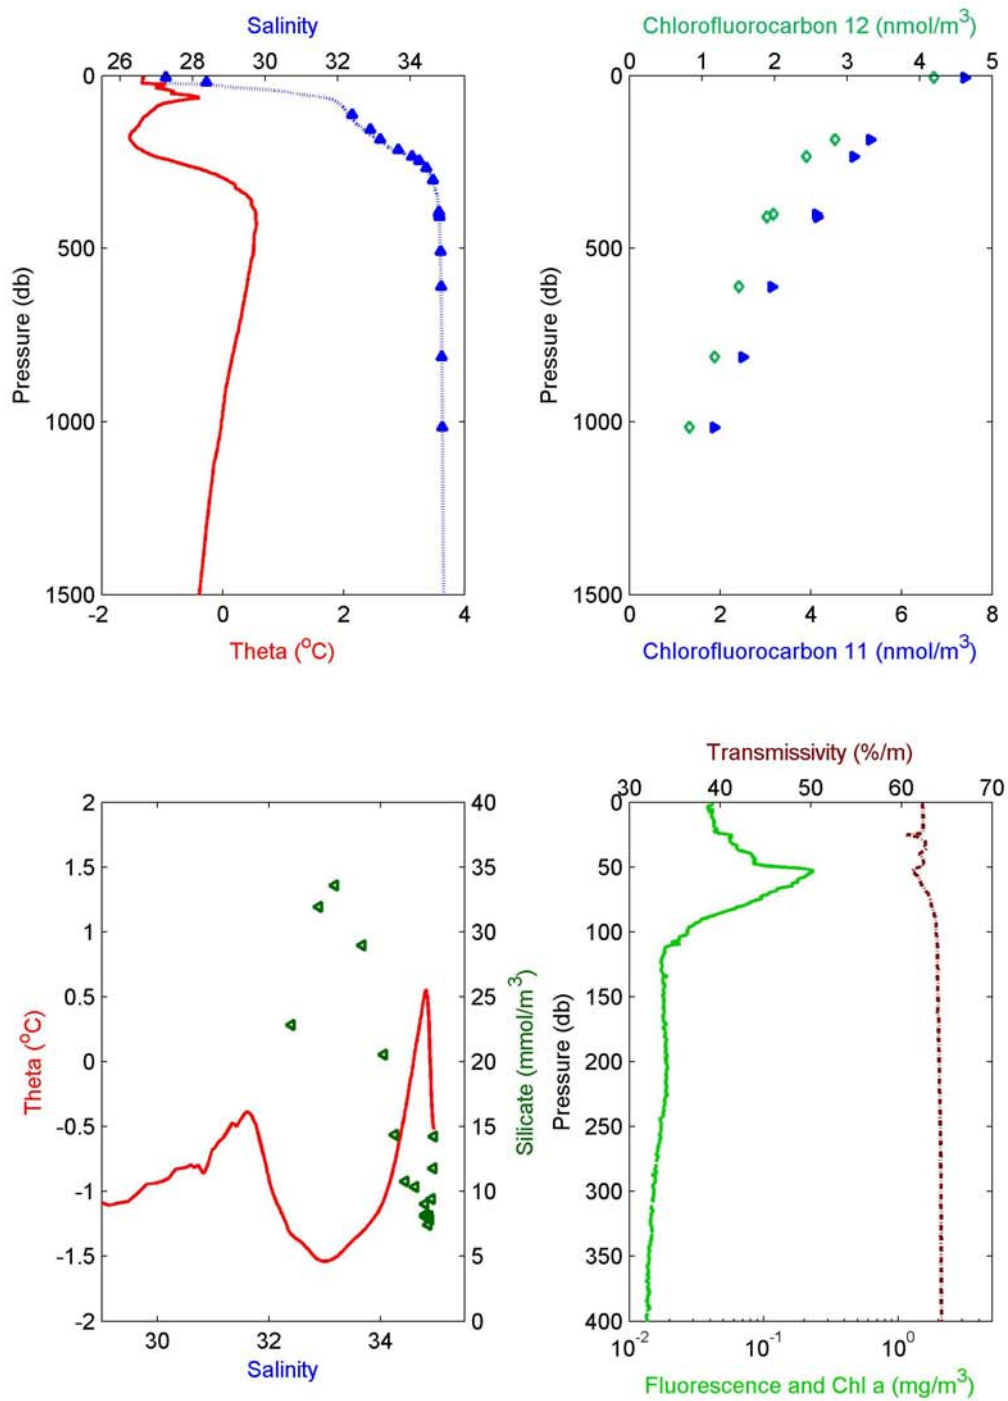 Salinity
26 28 30 32 34
0
500
1000
1500
Pressure (db)
-2 0 2 4
Theta (°C)
Chlorofluorocarbon 12 (nmol/m³)
0 1 2 3 4 5
0
500
1000
1500
Pressure (db)
0 2 4 6 8
Chlorofluorocarbon 11 (nmol/m³)
2
1.5
1
0.5
0
-0.5
-1
-1.5
-2
Theta (°C)
40
35
30
25
20
15
10
5
0
Silicate (mmol/m³)
30 32 34
Salinity
Transmissivity (%/m)
30 40 50 60 70
0
50
100
150
200
250
300
350
400
Pressure (db)
10⁻² 10⁻¹ 10⁰
Fluorescence and Chl a (mg/m³)